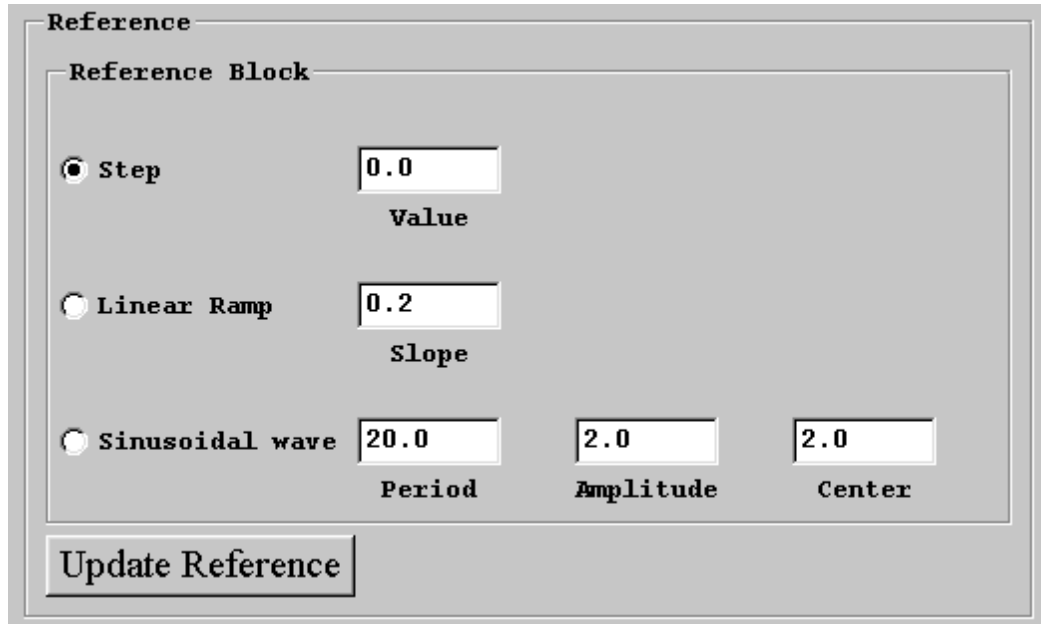 Reference
Reference Block
Step 0.0
Value
Linear Ramp 0.2
Slope
Sinusoidal wave 20.0 2.0 2.0
Period Amplitude Center
Update Reference